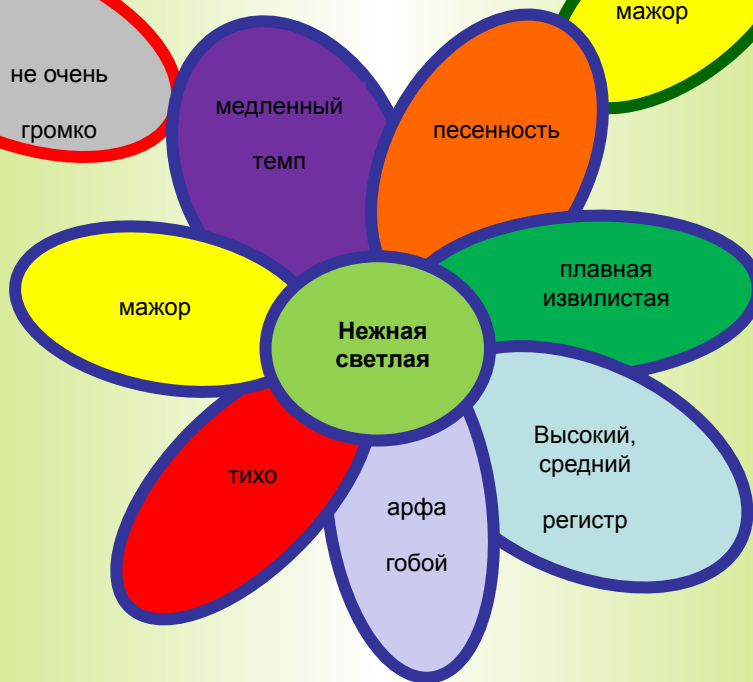 мажор
не очень
громко
медленный
темп
песенность
плавная
извилистая
мажор
Нежная
светлая
Высокий,
средний
регистр
тихо
арфа
гобой